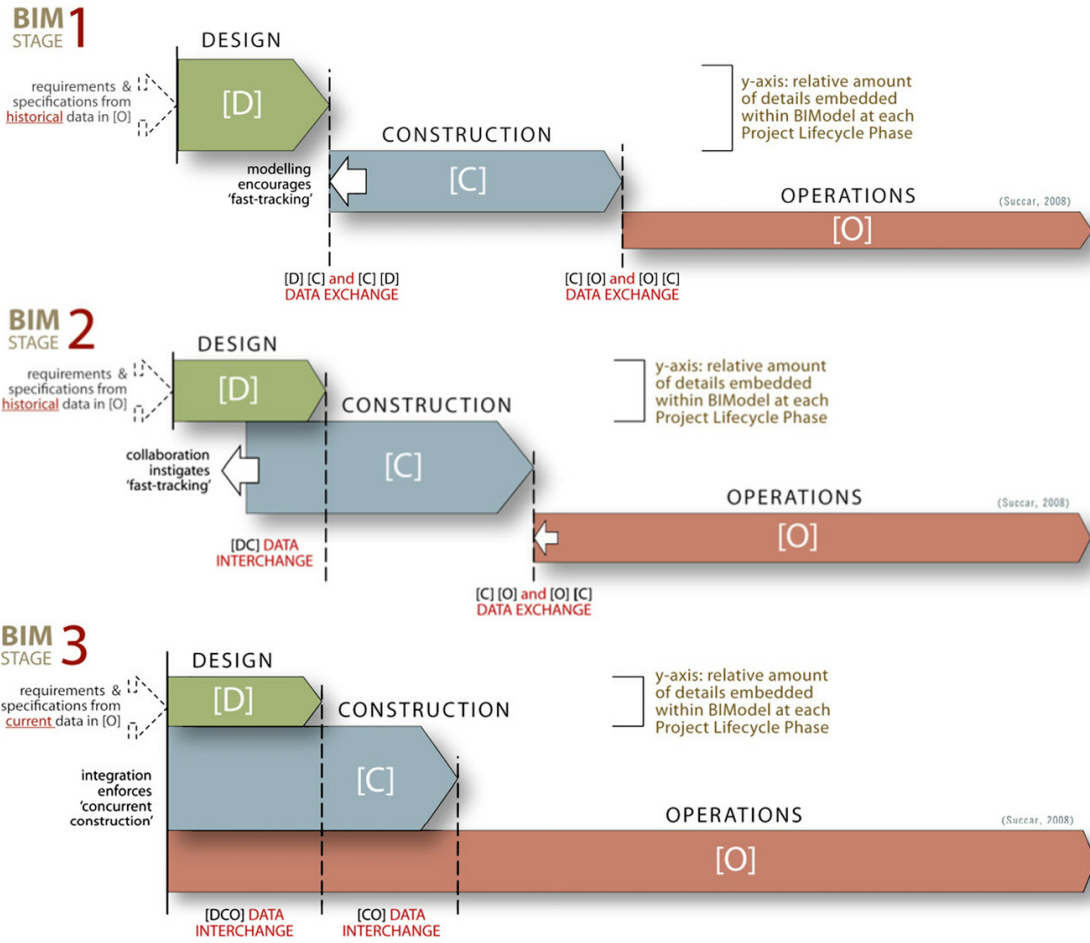 BIM
STAGE 1
DESIGN
requirements &
specifications from
historical data in [O]
[D]
CONSTRUCTION
y-axis: relative amount
of details embedded
within BIModel at each
Project Lifecycle Phase
modelling
encourages
'fast-tracking'
[C]
OPERATIONS
(Succar, 2008)
[O]
[D] [C] and [C] [D]
DATA EXCHANGE
[C] [O] and [O] [C]
DATA EXCHANGE
BIM
STAGE 2
DESIGN
requirements &
specifications from
historical data in [O]
[D]
CONSTRUCTION
y-axis: relative amount
of details embedded
within BIModel at each
Project Lifecycle Phase
collaboration
instigates
'fast-tracking'
[C]
OPERATIONS
(Succar, 2008)
[O]
[DC] DATA
INTERCHANGE
[C] [O] and [O] [C]
DATA EXCHANGE
BIM
STAGE 3
DESIGN
requirements &
specifications from
current data in [O]
[D]
CONSTRUCTION
y-axis: relative amount
of details embedded
within BIModel at each
Project Lifecycle Phase
integration
enforces
'concurrent
construction'
[C]
OPERATIONS
(Succar, 2008)
[O]
[DCO] DATA
INTERCHANGE
[CO] DATA
INTERCHANGE